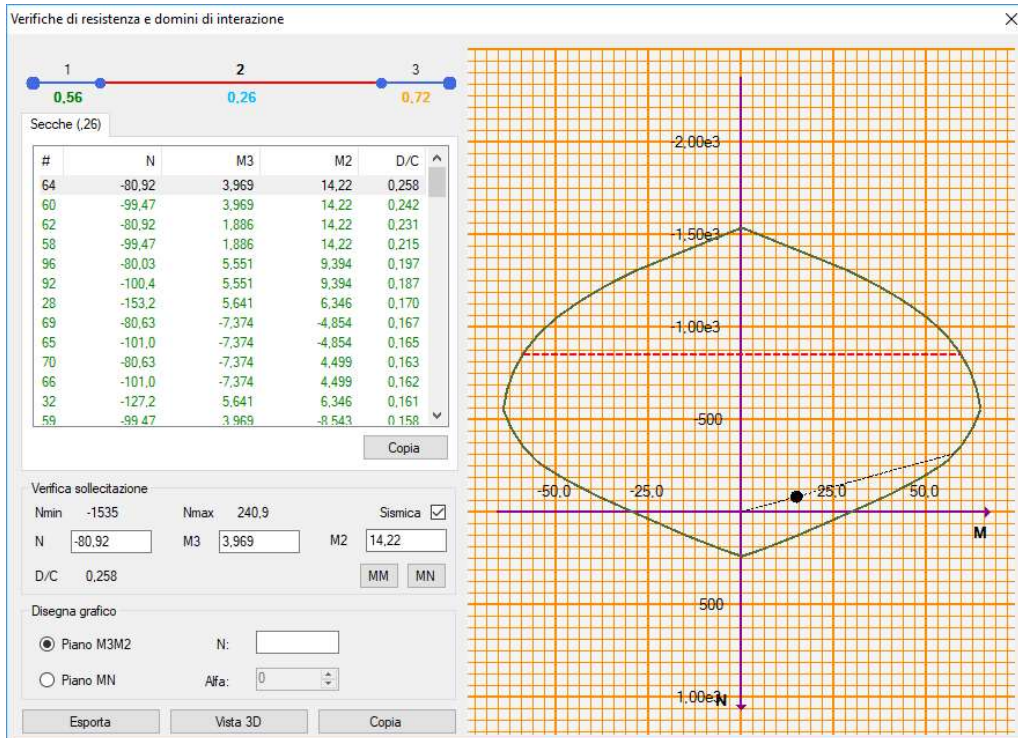 Verifiche di resistenza e domini di interazione
1 2 3
0,56 0,26 0,72
Secche (,26)
# N M3 M2 D/C
64 -80,92 3,969 14,22 0,258
60 -99,47 3,969 14,22 0,242
62 -80,92 1,886 14,22 0,231
58 -99,47 1,886 14,22 0,215
96 -80,03 5,551 9,394 0,197
92 -100,4 5,551 9,394 0,187
28 -153,2 5,641 6,346 0,170
69 -80,63 -7,374 -4,854 0,167
65 -101,0 -7,374 -4,854 0,165
70 -80,63 -7,374 4,499 0,163
66 -101,0 -7,374 4,499 0,162
32 -127,2 5,641 6,346 0,161
59 -99,47 3,969 -8,543 0,158
Copia
Verifica sollecitazione
Nmin -1535 Nmax 240,9 Sismica
N -80,92 M3 3,969 M2 14,22
D/C 0,258 MM MN
Disegna grafico
Piano M3M2 N:
Piano MN Alfa: 0
Esporta Vista 3D Copia
-2,00e3
-1,50e3
-1,00e3
-500
-50,0 -25,0 25,0 50,0
M
500
1,00e3 N